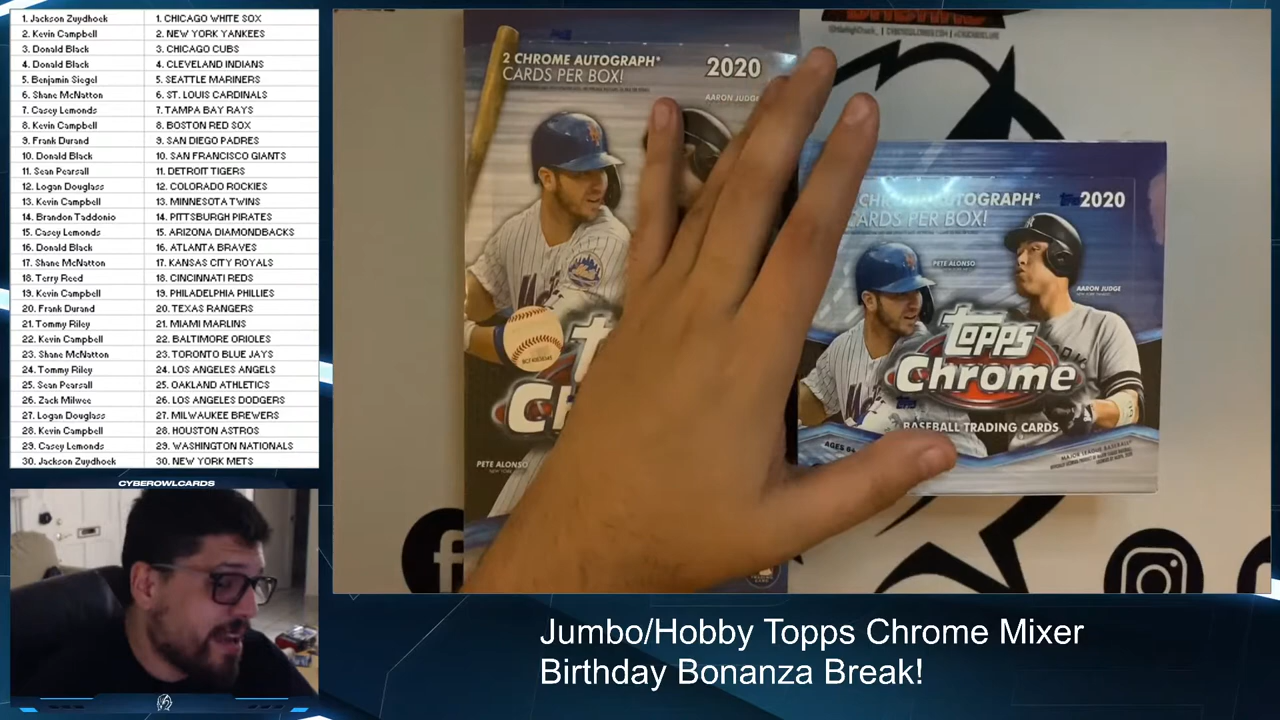 1. Jackson Zuydhoek 1. CHICAGO WHITE SOX
2. Kevin Campbell 2. NEW YORK YANKEES
3. Donald Black 3. CHICAGO CUBS
4. Donald Black 4. CLEVELAND INDIANS
5. Benjamin Siegel 5. SEATTLE MARINERS
6. Shane McNatton 6. ST. LOUIS CARDINALS
7. Casey Lemonds 7. TAMPA BAY RAYS
8. Kevin Campbell 8. BOSTON RED SOX
9. Frank Durand 9. SAN DIEGO PADRES
10. Donald Black 10. SAN FRANCISCO GIANTS
11. Sean Pearsall 11. DETROIT TIGERS
12. Logan Douglass 12. COLORADO ROCKIES
13. Kevin Campbell 13. MINNESOTA TWINS
14. Brandon Taddonio 14. PITTSBURGH PIRATES
15. Casey Lemonds 15. ARIZONA DIAMONDBACKS
16. Donald Black 16. ATLANTA BRAVES
17. Shane McNatton 17. KANSAS CITY ROYALS
18. Terry Reed 18. CINCINNATI REDS
19. Kevin Campbell 19. PHILADELPHIA PHILLIES
20. Frank Durand 20. TEXAS RANGERS
21. Tommy Riley 21. MIAMI MARLINS
22. Kevin Campbell 22. BALTIMORE ORIOLES
23. Shane McNatton 23. TORONTO BLUE JAYS
24. Tommy Riley 24. LOS ANGELES ANGELS
25. Sean Pearsall 25. OAKLAND ATHLETICS
26. Zack Milwee 26. LOS ANGELES DODGERS
27. Logan Douglass 27. MILWAUKEE BREWERS
28. Kevin Campbell 28. HOUSTON ASTROS
29. Casey Lemonds 29. WASHINGTON NATIONALS
30. Jackson Zuydhoek 30. NEW YORK METS
CYBEROWLCARDS
2 CHROME AUTOGRAPH*
CARDS PER BOX!
2020
AARON JUDGE
Mets
Ch
PETE ALONSO
AUTOGRAPH*
CARDS PER BOX!
Topps 2020
PETE ALONSO
AARON JUDGE
Topps
Chrome
BASEBALL TRADING CARDS
AGES 6+
MAJOR LEAGUE BASEBALL
Jumbo/Hobby Topps Chrome Mixer
Birthday Bonanza Break!